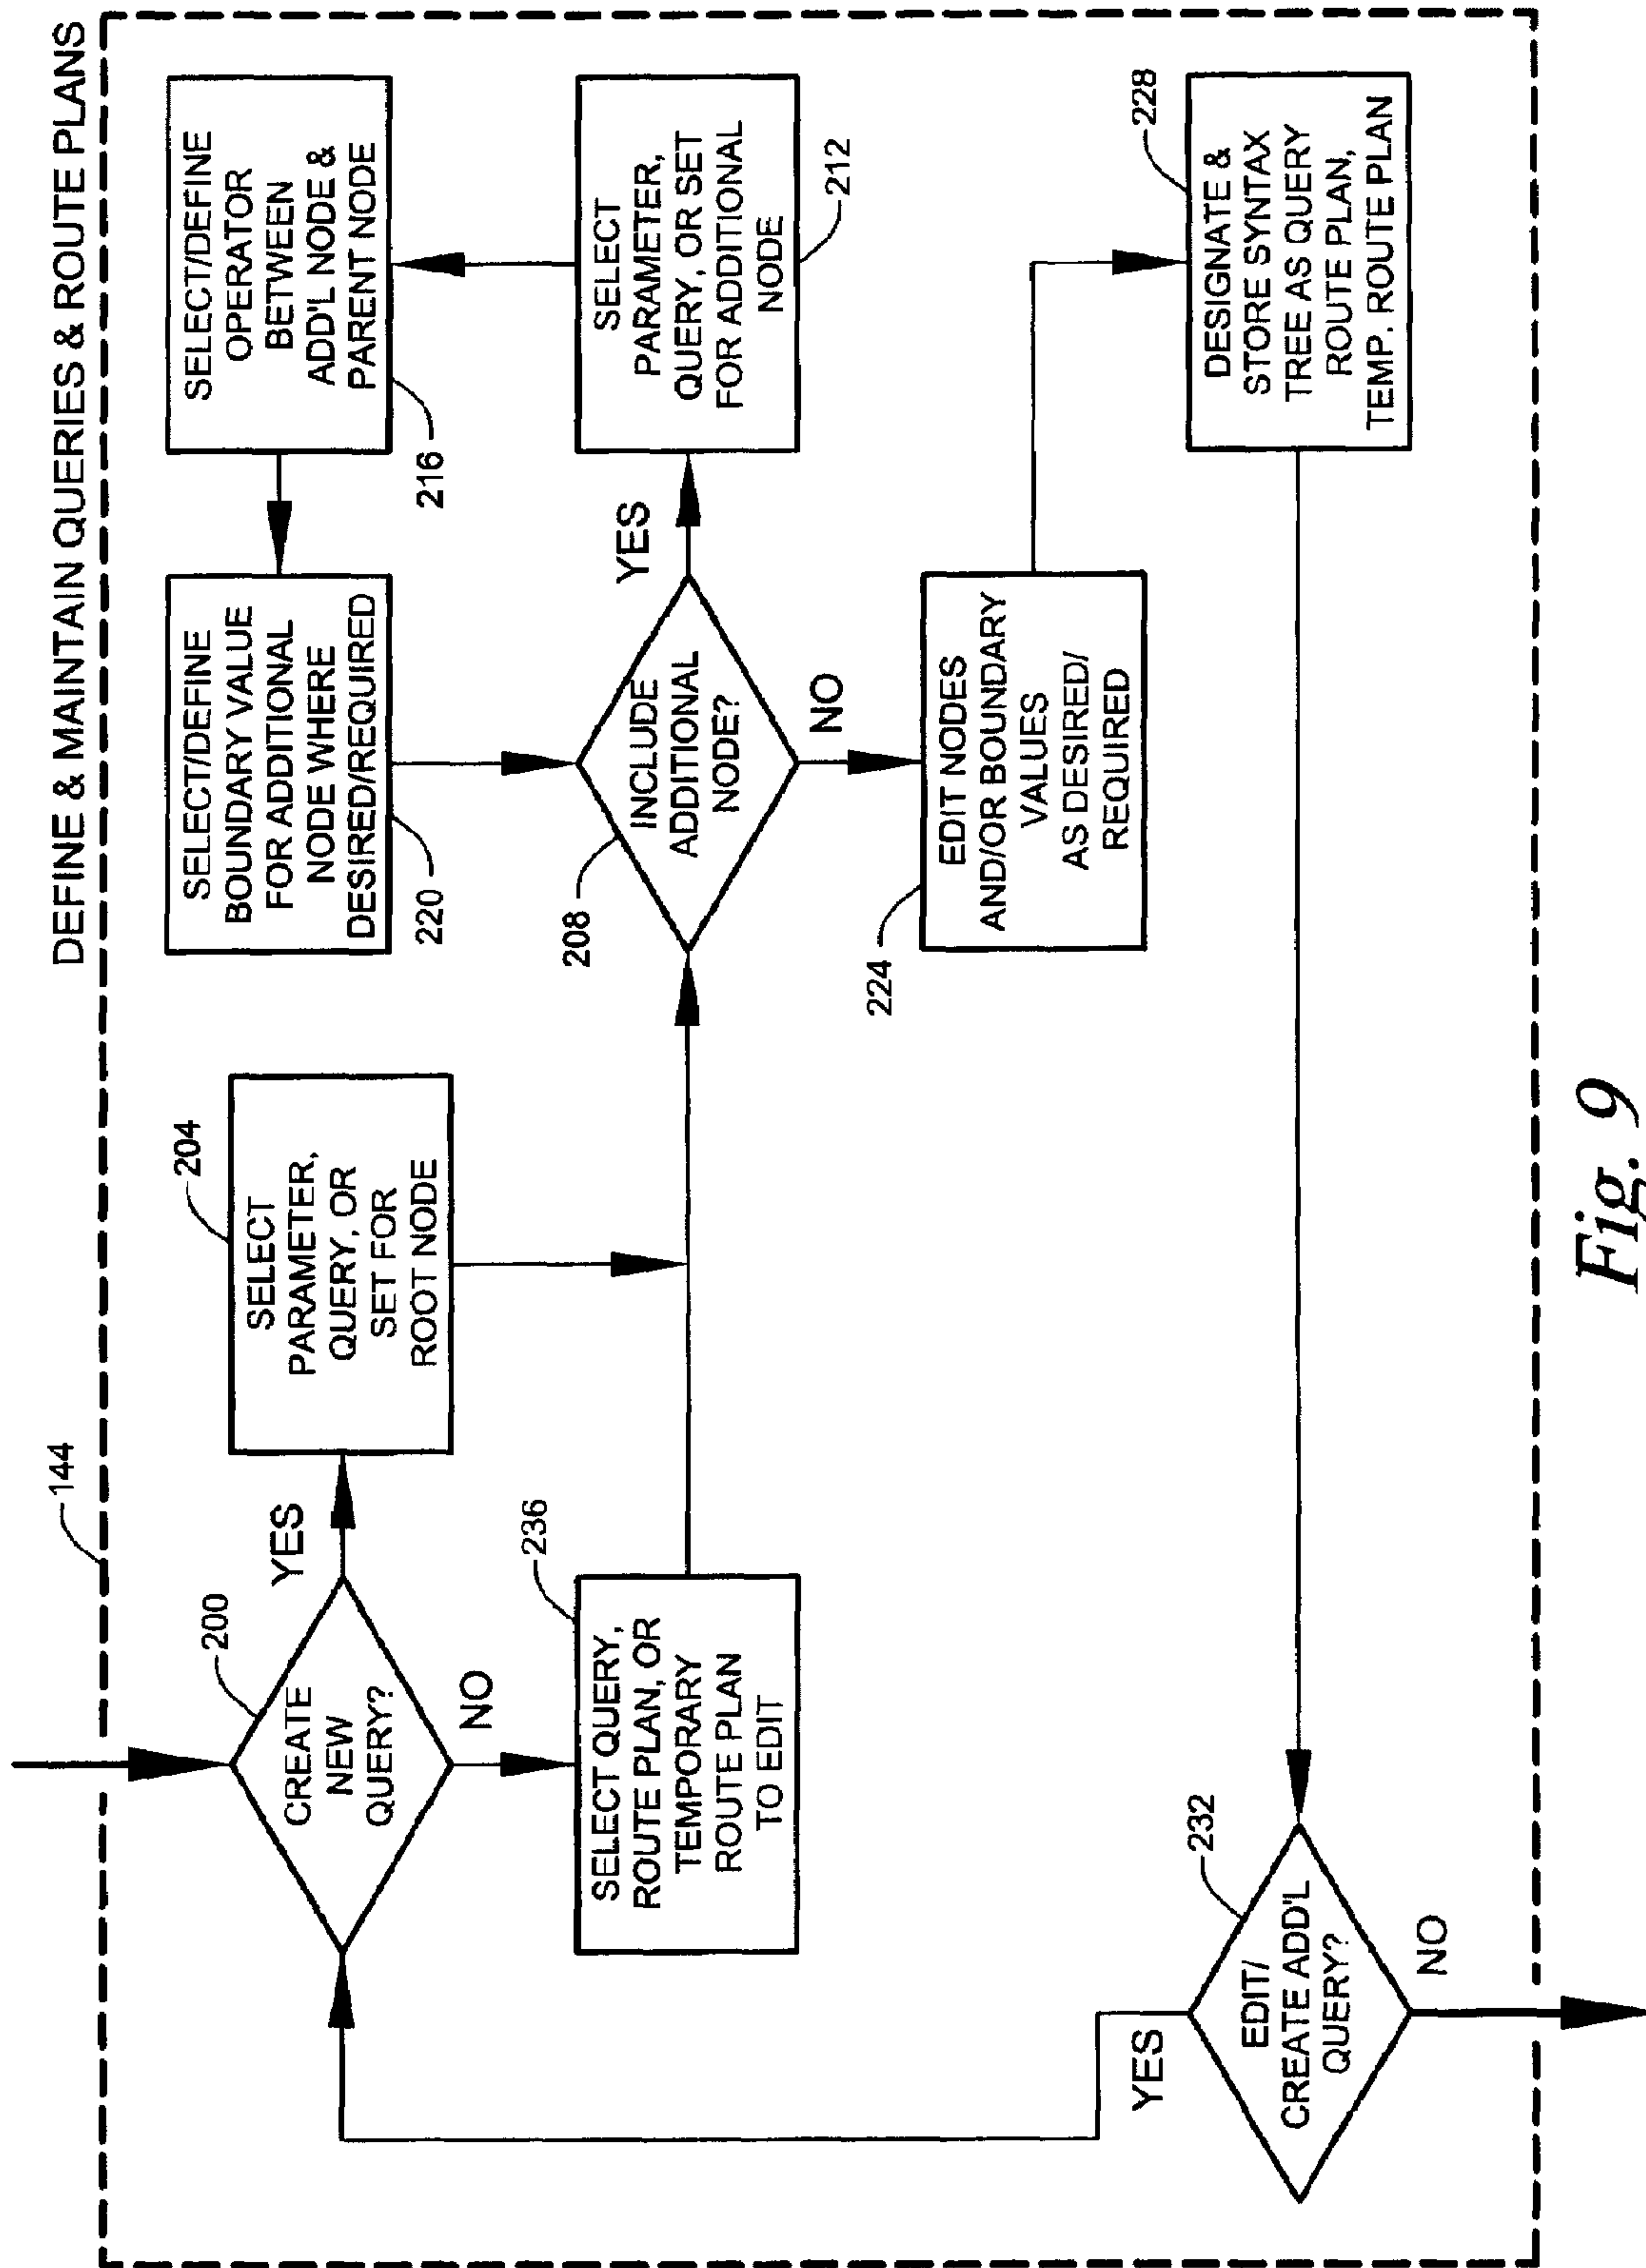 DEFINE & MAINTAIN QUERIES & ROUTE PLANS
144
CREATE
NEW
QUERY?
200
YES
NO
SELECT
PARAMETER,
QUERY, OR
SET FOR
ROOT NODE
204
SELECT QUERY,
ROUTE PLAN, OR
TEMPORARY
ROUTE PLAN
TO EDIT
236
SELECT/DEFINE
BOUNDARY VALUE
FOR ADDITIONAL
NODE WHERE
DESIRED/REQUIRED
220
SELECT/DEFINE
OPERATOR
BETWEEN
ADD'L NODE &
PARENT NODE
216
INCLUDE
ADDITIONAL
NODE?
208
YES
NO
SELECT
PARAMETER,
QUERY, OR SET
FOR ADDITIONAL
NODE
212
EDIT NODES
AND/OR BOUNDARY
VALUES
AS DESIRED/
REQUIRED
224
DESIGNATE &
STORE SYNTAX
TREE AS QUERY
ROUTE PLAN,
TEMP. ROUTE PLAN
228
EDIT/
CREATE ADD'L
QUERY?
232
YES
NO
Fig. 9